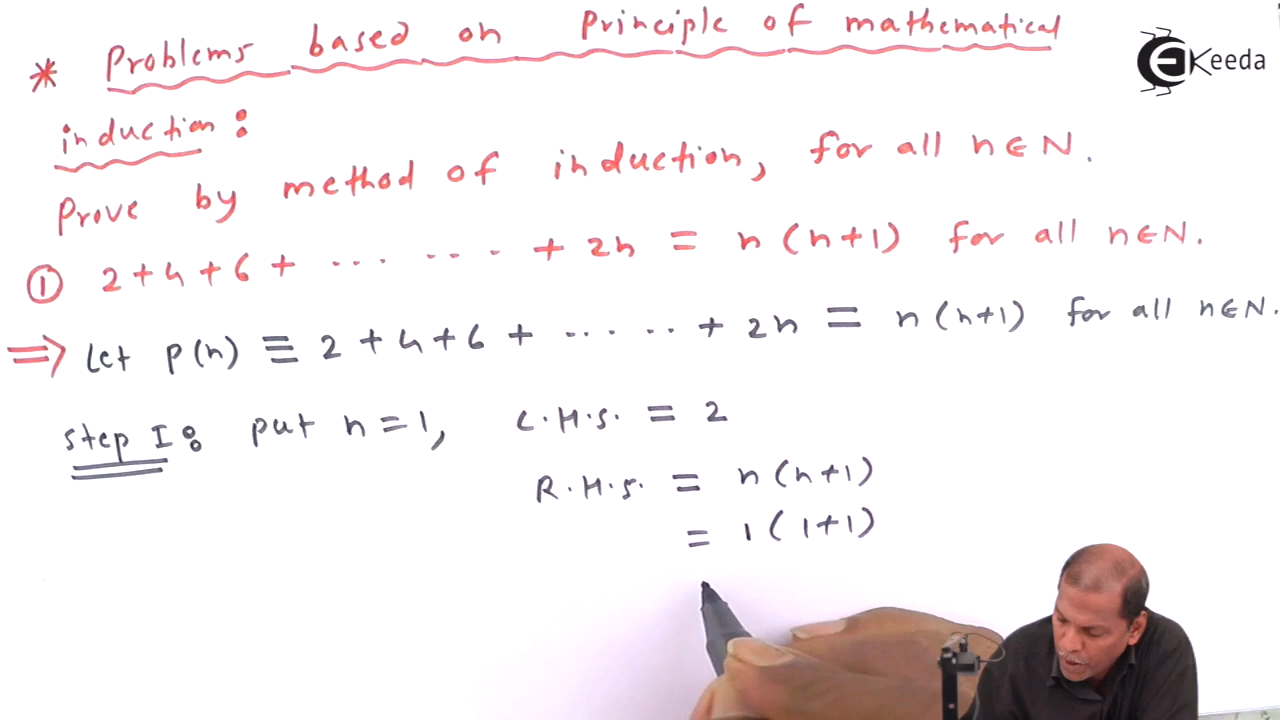 * Problems based on Principle of mathematical
induction:
Prove by method of induction, for all n∈N.
① 2+4+6+ ... ... + 2n = n(n+1) for all n∈N.
⇒ Let P(n) ≡ 2+4+6+ ...... + 2n = n(n+1) for all n∈N.
Step I: put n=1, L.H.S. = 2
R.H.S. = n(n+1)
= 1(1+1)
EKeeda